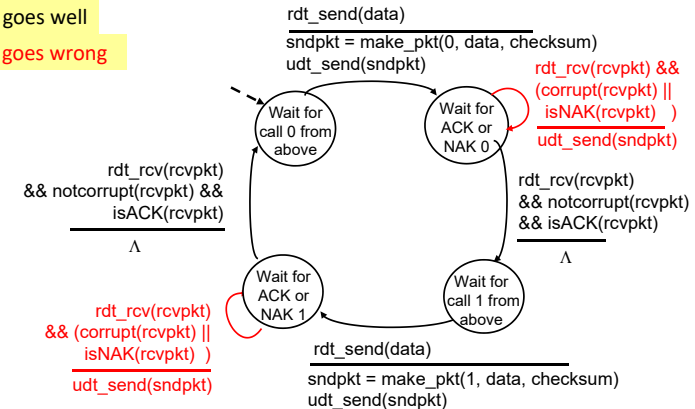 goes well
goes wrong
rdt_send(data)
sndpkt = make_pkt(0, data, checksum)
udt_send(sndpkt)
rdt_rcv(rcvpkt) &&
(corrupt(rcvpkt) ||
isNAK(rcvpkt) )
udt_send(sndpkt)
Wait for
call 0 from
above
Wait for
ACK or
NAK 0
rdt_rcv(rcvpkt)
&& notcorrupt(rcvpkt) &&
isACK(rcvpkt)
Λ
rdt_rcv(rcvpkt)
&& notcorrupt(rcvpkt)
&& isACK(rcvpkt)
Λ
Wait for
ACK or
NAK 1
Wait for
call 1 from
above
rdt_rcv(rcvpkt)
&& (corrupt(rcvpkt) ||
isNAK(rcvpkt) )
udt_send(sndpkt)
rdt_send(data)
sndpkt = make_pkt(1, data, checksum)
udt_send(sndpkt)